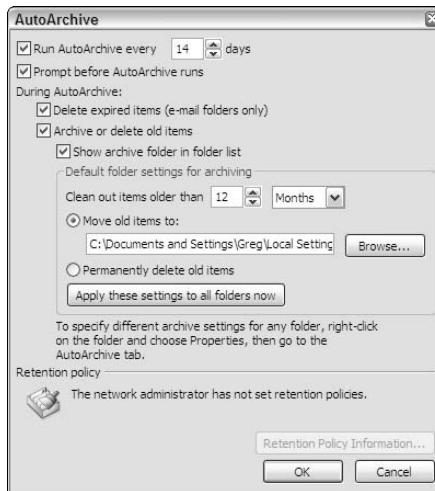 AutoArchive
Run AutoArchive every 14 days
Prompt before AutoArchive runs
During AutoArchive:
Delete expired items (e-mail folders only)
Archive or delete old items
Show archive folder in folder list
Default folder settings for archiving
Clean out items older than 12 Months
Move old items to:
C:\Documents and Settings\Greg\Local Setting Browse...
Permanently delete old items
Apply these settings to all folders now
To specify different archive settings for any folder, right-click
on the folder and choose Properties, then go to the
AutoArchive tab.
Retention policy
The network administrator has not set retention policies.
Retention Policy Information...
OK Cancel